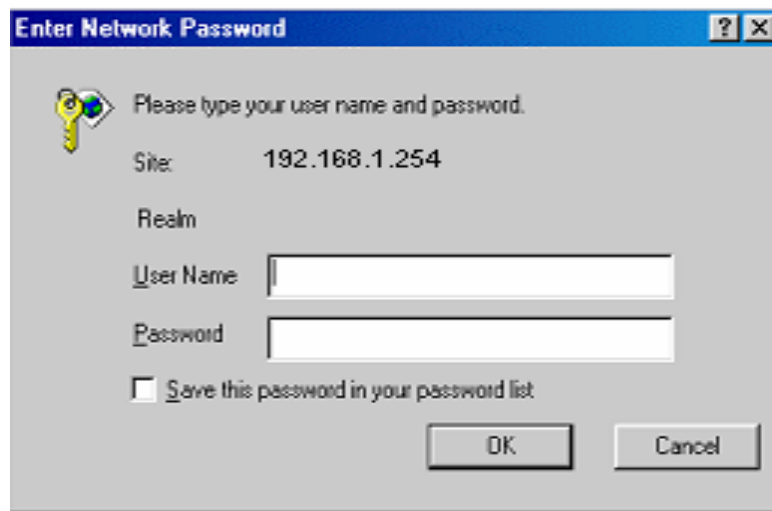 Enter Network Password
Please type your user name and password.
Site: 192.168.1.254
Realm
User Name
Password
Save this password in your password list
OK Cancel